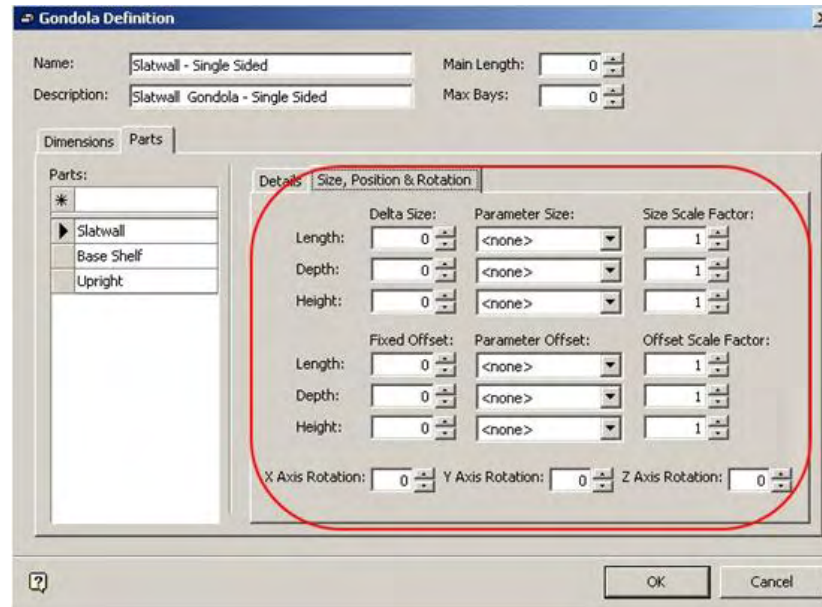 Gondola Definition
Name: Slatwall - Single Sided Main Length: 0
Description: Slatwall Gondola - Single Sided Max Bays: 0
Dimensions Parts
Parts:
Details Size, Position & Rotation
Slatwall
Base Shelf
Upright
Delta Size: Parameter Size: Size Scale Factor:
Length: 0 <none> 1
Depth: 0 <none> 1
Height: 0 <none> 1
Fixed Offset: Parameter Offset: Offset Scale Factor:
Length: 0 <none> 1
Depth: 0 <none> 1
Height: 0 <none> 1
X Axis Rotation: 0 Y Axis Rotation: 0 Z Axis Rotation: 0
OK Cancel